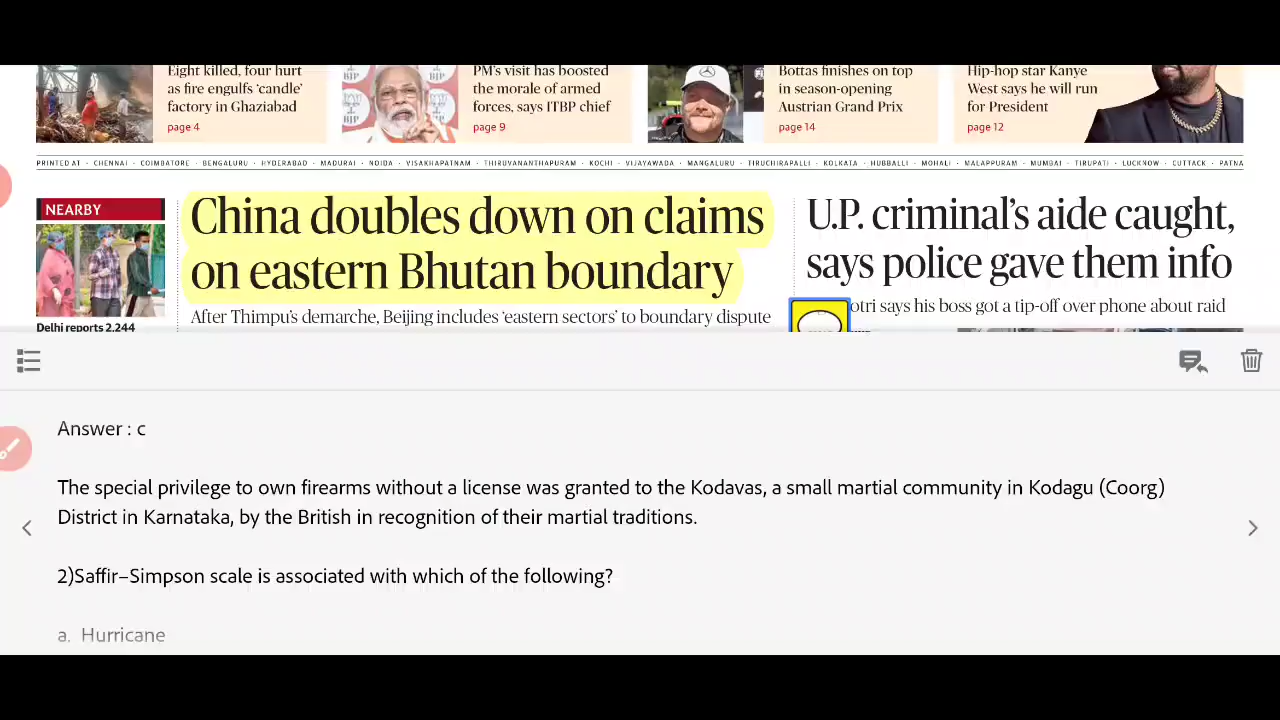 Eight killed, four hurt
as fire engulfs ‘candle’
factory in Ghaziabad
page 4
BJP
BJP
PM’s visit has boosted
the morale of armed
forces, says ITBP chief
page 9
Bottas finishes on top
in season-opening
Austrian Grand Prix
page 14
Hip-hop star Kanye
West says he will run
for President
page 12
PRINTED AT · CHENNAI · COIMBATORE · BENGALURU · HYDERABAD · MADURAI · NOIDA · VISAKHAPATNAM · THIRUVANANTHAPURAM · KOCHI · VIJAYAWADA · MANGALURU · TIRUCHIRAPALLI · KOLKATA · HUBBALLI · MOHALI · MALAPPURAM · MUMBAI · TIRUPATI · LUCKNOW · CUTTACK · PATNA
NEARBY
Delhi reports 2,244
China doubles down on claims
on eastern Bhutan boundary
After Thimpu’s demarche, Beijing includes ‘eastern sectors’ to boundary dispute
U.P. criminal’s aide caught,
says police gave them info
otri says his boss got a tip-off over phone about raid
Answer : c
The special privilege to own firearms without a license was granted to the Kodavas, a small martial community in Kodagu (Coorg)
District in Karnataka, by the British in recognition of their martial traditions.
2)Saffir–Simpson scale is associated with which of the following?
a. Hurricane